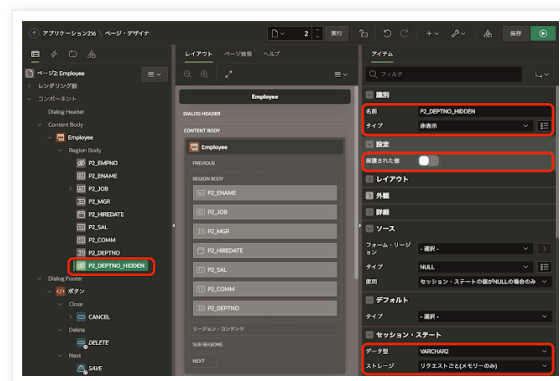 アプリケーション216 \ ページ・デザイナ
2
実行
保存
ページ2: Employee
レンダリング前
コンポーネント
Dialog Header
Content Body
Employee
Region Body
P2_EMPNO
P2_ENAME
P2_JOB
P2_MGR
P2_HIREDATE
P2_SAL
P2_COMM
P2_DEPTNO
P2_DEPTNO_HIDDEN
Dialog Footer
ボタン
Close
CANCEL
Delete
DELETE
Next
SAVE
レイアウト ページ検索 ヘルプ
Employee
DIALOG HEADER
CONTENT BODY
Employee
PREVIOUS
REGION BODY
P2_ENAME
P2_JOB
P2_MGR
P2_HIREDATE
P2_SAL
P2_COMM
P2_DEPTNO
リージョン・コンテンツ
SUB REGIONS
NEXT
アイテム
フィルタ
識別
名前 P2_DEPTNO_HIDDEN
タイプ 非表示
設定
保護された値
レイアウト
外観
詳細
ソース
フォーム・リージョン - 選択 -
タイプ NULL
使用 セッション・ステートの値がNULLの場合のみ
デフォルト
タイプ - 選択 -
セッション・ステート
データ型 VARCHAR2
ストレージ リクエストごと(メモリーのみ)